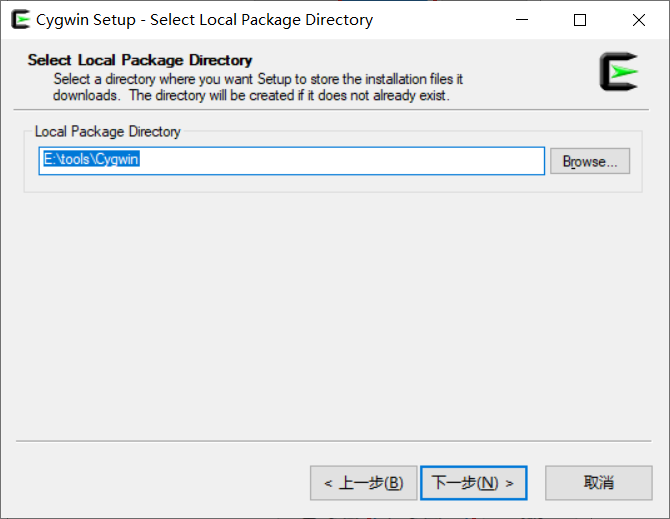 Cygwin Setup - Select Local Package Directory
Select Local Package Directory
Select a directory where you want Setup to store the installation files it
downloads.  The directory will be created if it does not already exist.
Local Package Directory
E:\tools\Cygwin
Browse...
< 上一步(B)
下一步(N) >
取消